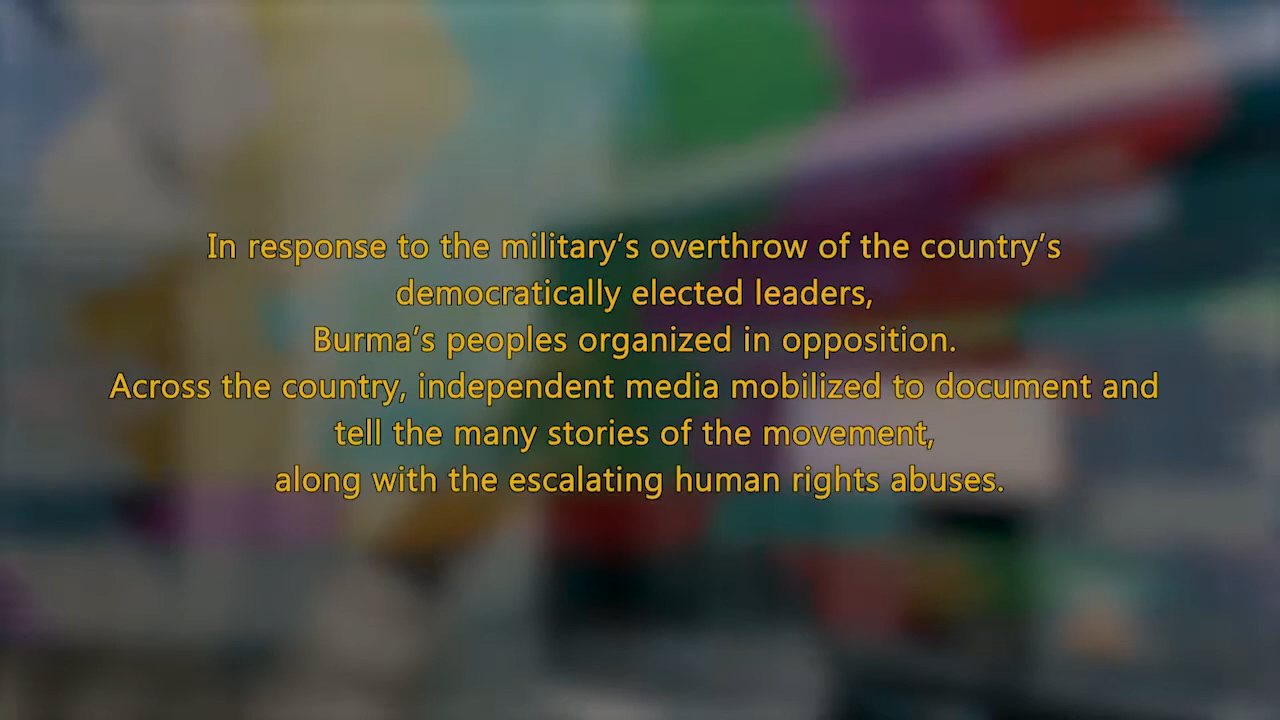 In response to the military’s overthrow of the country’s
democratically elected leaders,
Burma’s peoples organized in opposition.
Across the country, independent media mobilized to document and
tell the many stories of the movement,
along with the escalating human rights abuses.